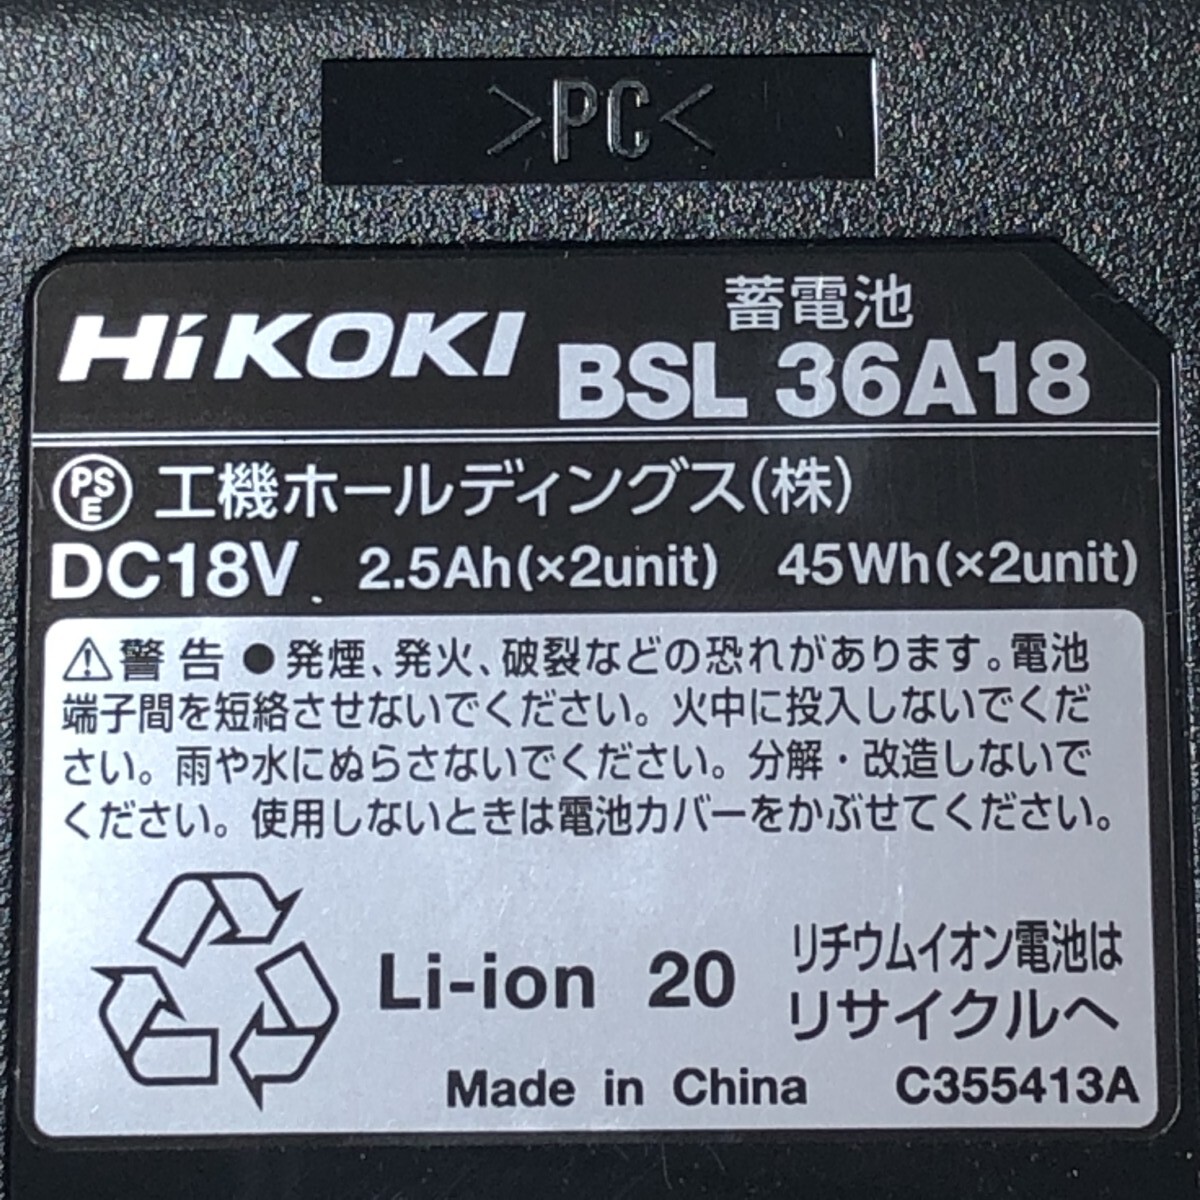 >PC<
HiKOKI
蓄電池
BSL 36A18
PSE 工機ホールディングス(株)
DC18V 2.5Ah(×2unit) 45Wh(×2unit)
⚠警告 ●発煙、発火、破裂などの恐れがあります。電池
端子間を短絡させないでください。火中に投入しないでくだ
さい。雨や水にぬらさないでください。分解・改造しないで
ください。使用しないときは電池カバーをかぶせてください。
リチウムイオン電池は
Li-ion 20
リサイクルへ
Made in China C355413A